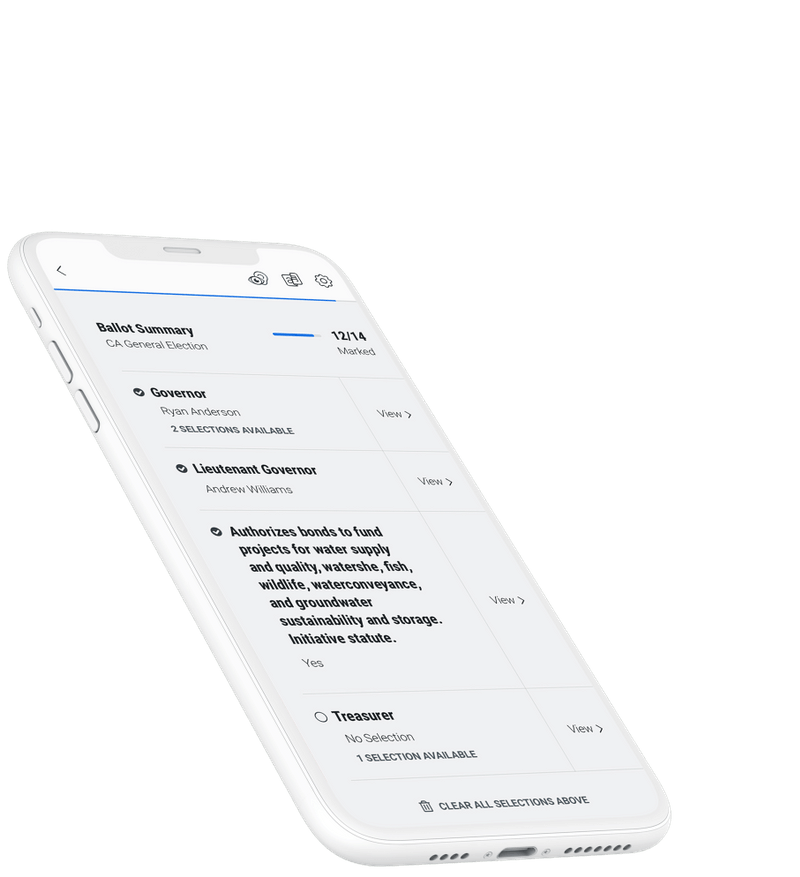 Ballot Summary
CA General Election
12/14
Marked
Governor
Ryan Anderson
2 SELECTIONS AVAILABLE
View
Lieutenant Governor
Andrew Williams
View
Authorizes bonds to fund
projects for water supply
and quality, watershe, fish,
wildlife, waterconveyance,
and groundwater
sustainability and storage.
Initiative statute.
Yes
View
Treasurer
No Selection
1 SELECTION AVAILABLE
View
CLEAR ALL SELECTIONS ABOVE